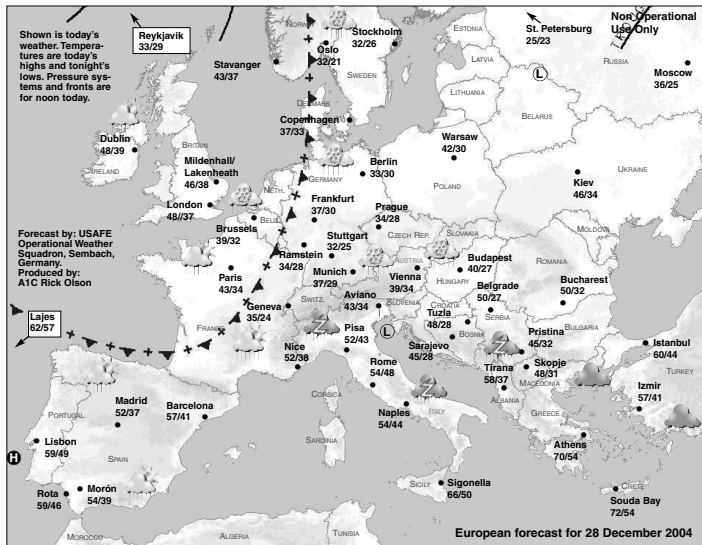 Shown is today's
weather. Tempera-
tures are today's
highs and tonight's
lows. Pressure sys-
tems and fronts are
for noon today.
Reykjavik
33/29
NORWAY
Oslo
32/21
Stockholm
32/26
SWEDEN
Stavanger
43/37
ESTONIA
LATVIA
LITHUANIA
St. Petersburg
25/23
Non Operational
Use Only
RUSSIA
Moscow
36/25
L
BELARUS
DENMARK
Copenhagen
37/33
Dublin
48/39
IRELAND
BRITAIN
Mildenhall/
Lakenheath
46/38
London
48//37
NETH.
BELG.
Brussels
39/32
GERMANY
Berlin
33/30
Frankfurt
37/30
Warsaw
42/30
POLAND
Kiev
46/34
UKRAINE
Prague
34/28
CZECH REP.
SLOVAKIA
MOLDOVA
Forecast by: USAFE
Operational Weather
Squadron, Sembach,
Germany.
Produced by:
A1C Rick Olson
Paris
43/34
Ramstein
34/28
Stuttgart
32/25
Munich
37/29
AUSTRIA
Vienna
39/34
Budapest
40/27
HUNGARY
ROMANIA
Bucharest
50/32
Lajes
62/57
FRANCE
Geneva
35/24
SWITZ.
Aviano
43/34
SLOVENIA
CROATIA
L
Belgrade
50/27
SERBIA
Tuzla
48/28
BOSNIA
Sarajevo
45/28
BULGARIA
Nice
52/38
Pisa
52/43
Pristina
45/32
Skopje
48/31
MACEDONIA
Istanbul
60/44
TURKEY
Tirana
58/37
ALBANIA
Izmir
57/41
Rome
54/48
CORSICA
Naples
54/44
ITALY
GREECE
Athens
70/54
SARDINIA
PORTUGAL
Madrid
52/37
Barcelona
57/41
SPAIN
Lisbon
59/49
H
Rota
59/46
Morón
54/39
SICILY
Sigonella
66/50
CRETE
Souda Bay
72/54
MOROCCO
ALGERIA
TUNISIA
European forecast for 28 December 2004